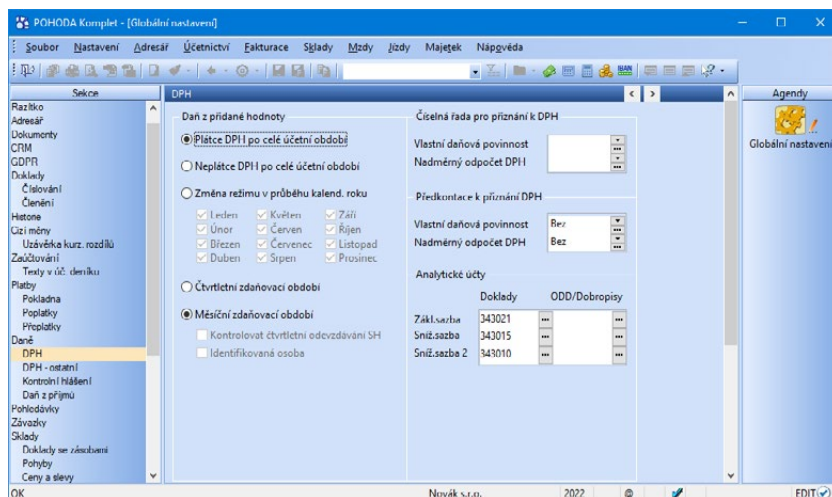 POHODA Komplet - [Globální nastavení]
Soubor Nastavení Adresář Účetnictví Fakturace Sklady Mzdy Jízdy Majetek Nápověda
IBAN
Sekce
Razítko
Adresář
Dokumenty
CRM
GDPR
Doklady
Číslování
Členění
Historie
Cizí měny
Uzávěrka kurz. rozdílů
Zaúčtování
Texty v úč. deníku
Platby
Pokladna
Poplatky
Přeplatky
Daně
DPH
DPH - ostatní
Kontrolní hlášení
Daň z příjmů
Pohledávky
Závazky
Sklady
Doklady se zásobami
Pohyby
Ceny a slevy
DPH
Daň z přidané hodnoty
Plátce DPH po celé účetní období
Neplátce DPH po celé účetní období
Změna režimu v průběhu kalend. roku
Leden Květen Září
Únor Červen Říjen
Březen Červenec Listopad
Duben Srpen Prosinec
Čtvrtletní zdaňovací období
Měsíční zdaňovací období
Kontrolovat čtvrtletní odevzdávání SH
Identifikovaná osoba
Číselná řada pro přiznání k DPH
Vlastní daňová povinnost
Nadměrný odpočet DPH
Předkontace k přiznání DPH
Vlastní daňová povinnost Bez
Nadměrný odpočet DPH Bez
Analytické účty
Doklady ODD/Dobropisy
Zákl.sazba 343021
Sníž.sazba 343015
Sníž.sazba 2 343010
Agendy
Globální nastavení
OK Novák s.r.o. 2022 @ EDIT